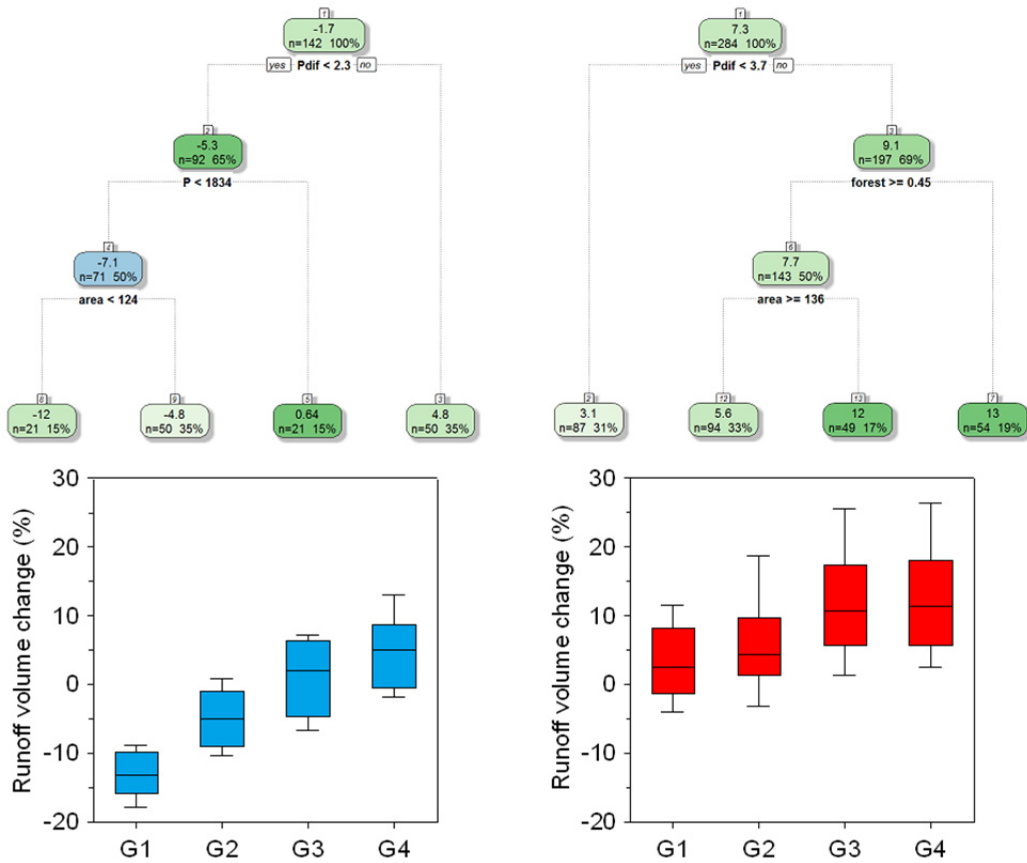 1
-1.7
n=142 100%
yes Pdif < 2.3 no
2
-5.3
n=92 65%
P < 1834
4
-7.1
n=71 50%
area < 124
8
-12
n=21 15%
9
-4.8
n=50 35%
5
0.64
n=21 15%
3
4.8
n=50 35%
1
7.3
n=284 100%
yes Pdif < 3.7 no
3
9.1
n=197 69%
forest >= 0.45
6
7.7
n=143 50%
area >= 136
2
3.1
n=87 31%
12
5.6
n=94 33%
13
12
n=49 17%
7
13
n=54 19%
Runoff volume change (%)
30
20
10
0
-10
-20
G1 G2 G3 G4
Runoff volume change (%)
30
20
10
0
-10
-20
G1 G2 G3 G4